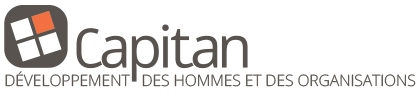 Capitan
DÉVELOPPEMENT DES HOMMES ET DES ORGANISATIONS